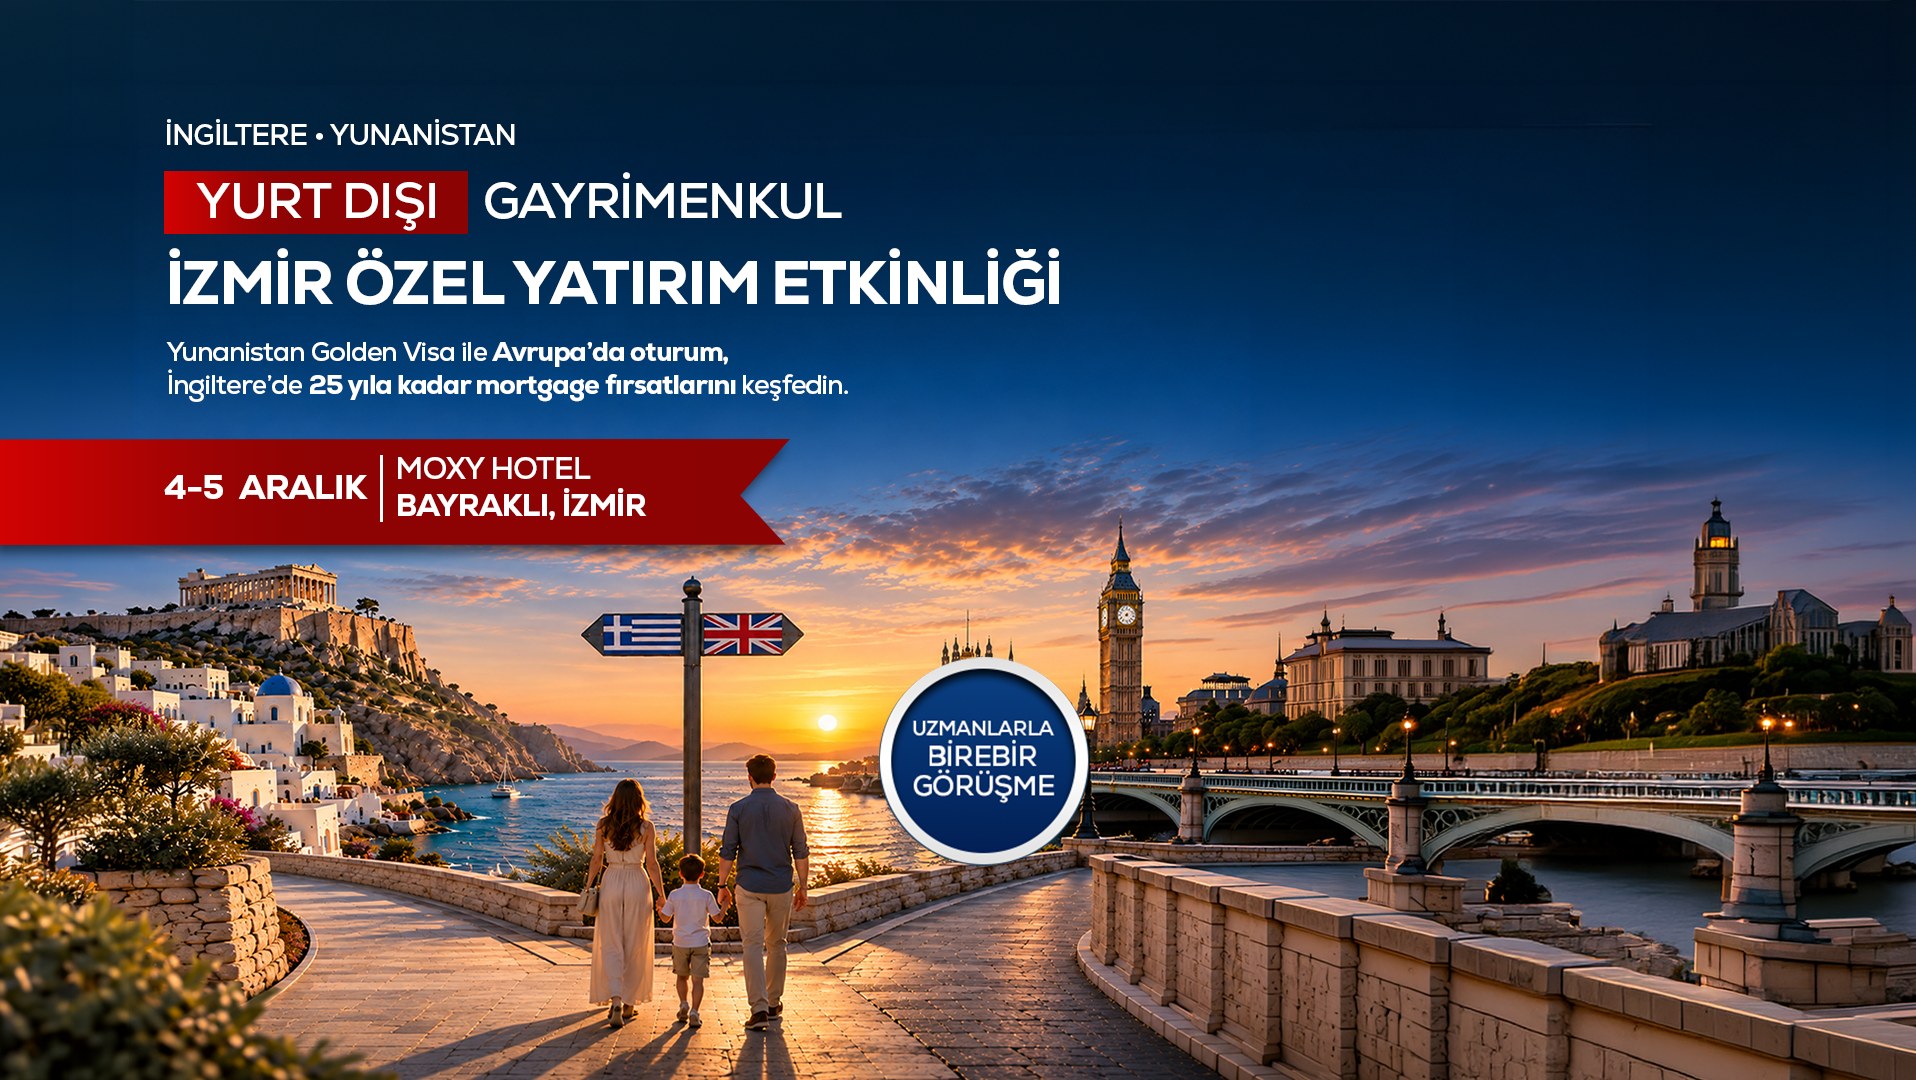 İNGİLTERE • YUNANİSTAN
YURT DIŞI GAYRİMENKUL
İZMİR ÖZEL YATIRIM ETKİNLİĞİ
Yunanistan Golden Visa ile Avrupa'da oturum,
İngiltere'de 25 yıla kadar mortgage fırsatlarını keşfedin.
4-5 ARALIK
MOXY HOTEL
BAYRAKLI, İZMİR
UZMANLARLA
BİREBİR
GÖRÜŞME